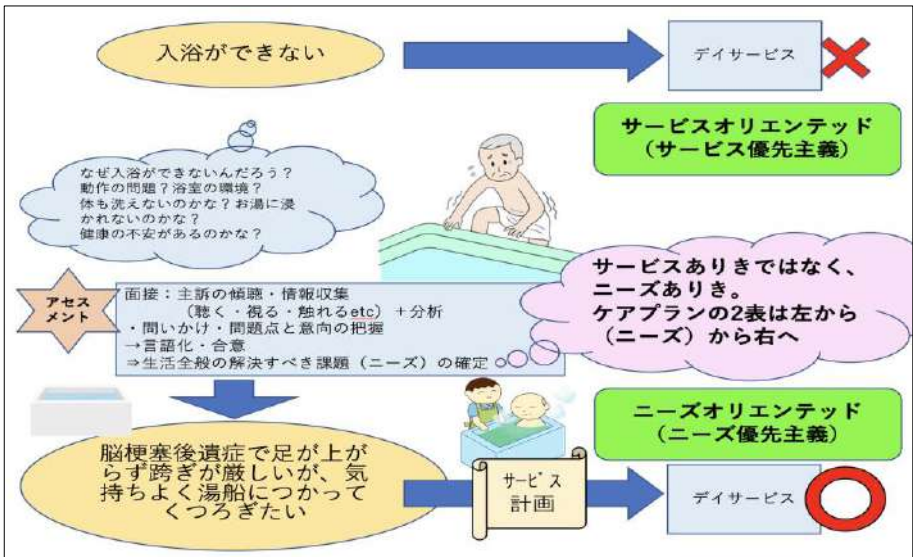 入浴ができない
デイサービス
サービスオリエンテッド
(サービス優先主義)
なぜ入浴ができないんだろう?
動作の問題?浴室の環境?
体も洗えないのかな?お湯に浸
かれないのかな?
健康の不安があるのかな?
サービスありきではなく、
ニーズありき。
ケアプランの2表は左から
(ニーズ)から右へ
アセス
メント
面接:主訴の傾聴・情報収集
(聴く・視る・触れるetc)+分析
・問いかけ・問題点と意向の把握
→言語化・合意
⇒生活全般の解決すべき課題(ニーズ)の確定
ニーズオリエンテッド
(ニーズ優先主義)
脳梗塞後遺症で足が上が
らず跨ぎが厳しいが、気
持ちよく湯船につかって
くつろぎたい
サービス
計画
デイサービス